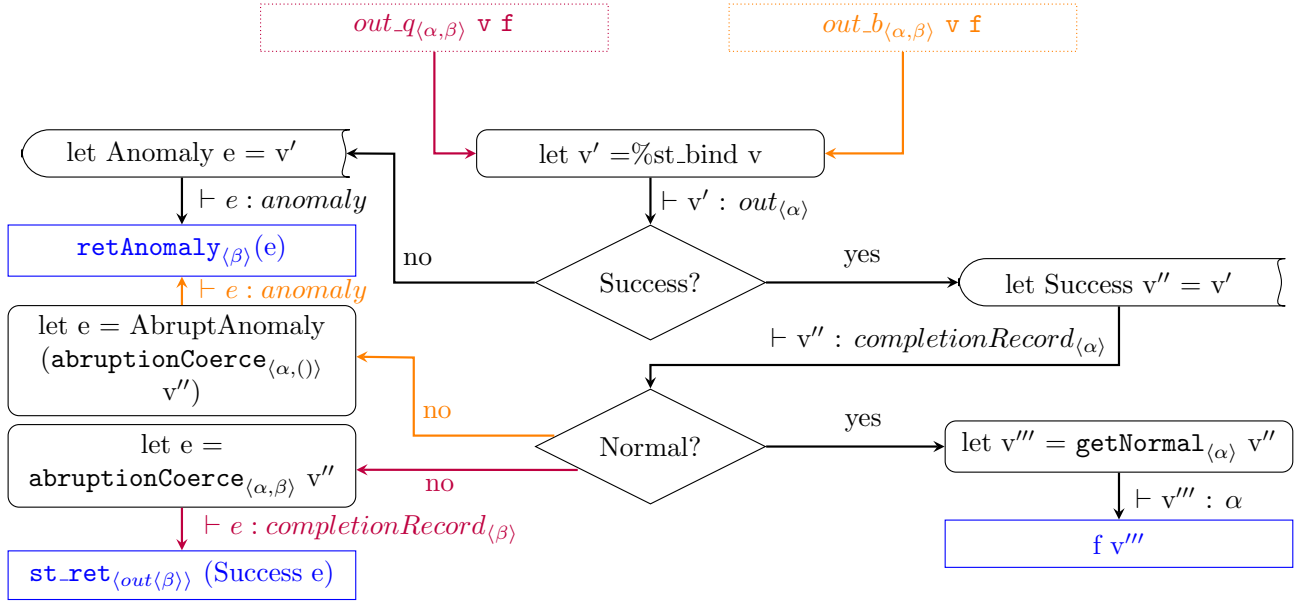 out_q⟨α,β⟩ v f
out_b⟨α,β⟩ v f
let Anomaly e = v′
let v′ =%st_bind v
⊢ e : anomaly
⊢ v′ : out⟨α⟩
retAnomaly⟨β⟩(e)
no
Success?
yes
let Success v″ = v′
⊢ e : anomaly
let e = AbruptAnomaly
(abruptionCoerce⟨α,()⟩
v″)
⊢ v″ : completionRecord⟨α⟩
no
Normal?
yes
let v‴ = getNormal⟨α⟩ v″
let e =
abruptionCoerce⟨α,β⟩ v″
no
⊢ e : completionRecord⟨β⟩
⊢ v‴ : α
st_ret⟨out⟨β⟩⟩ (Success e)
f v‴